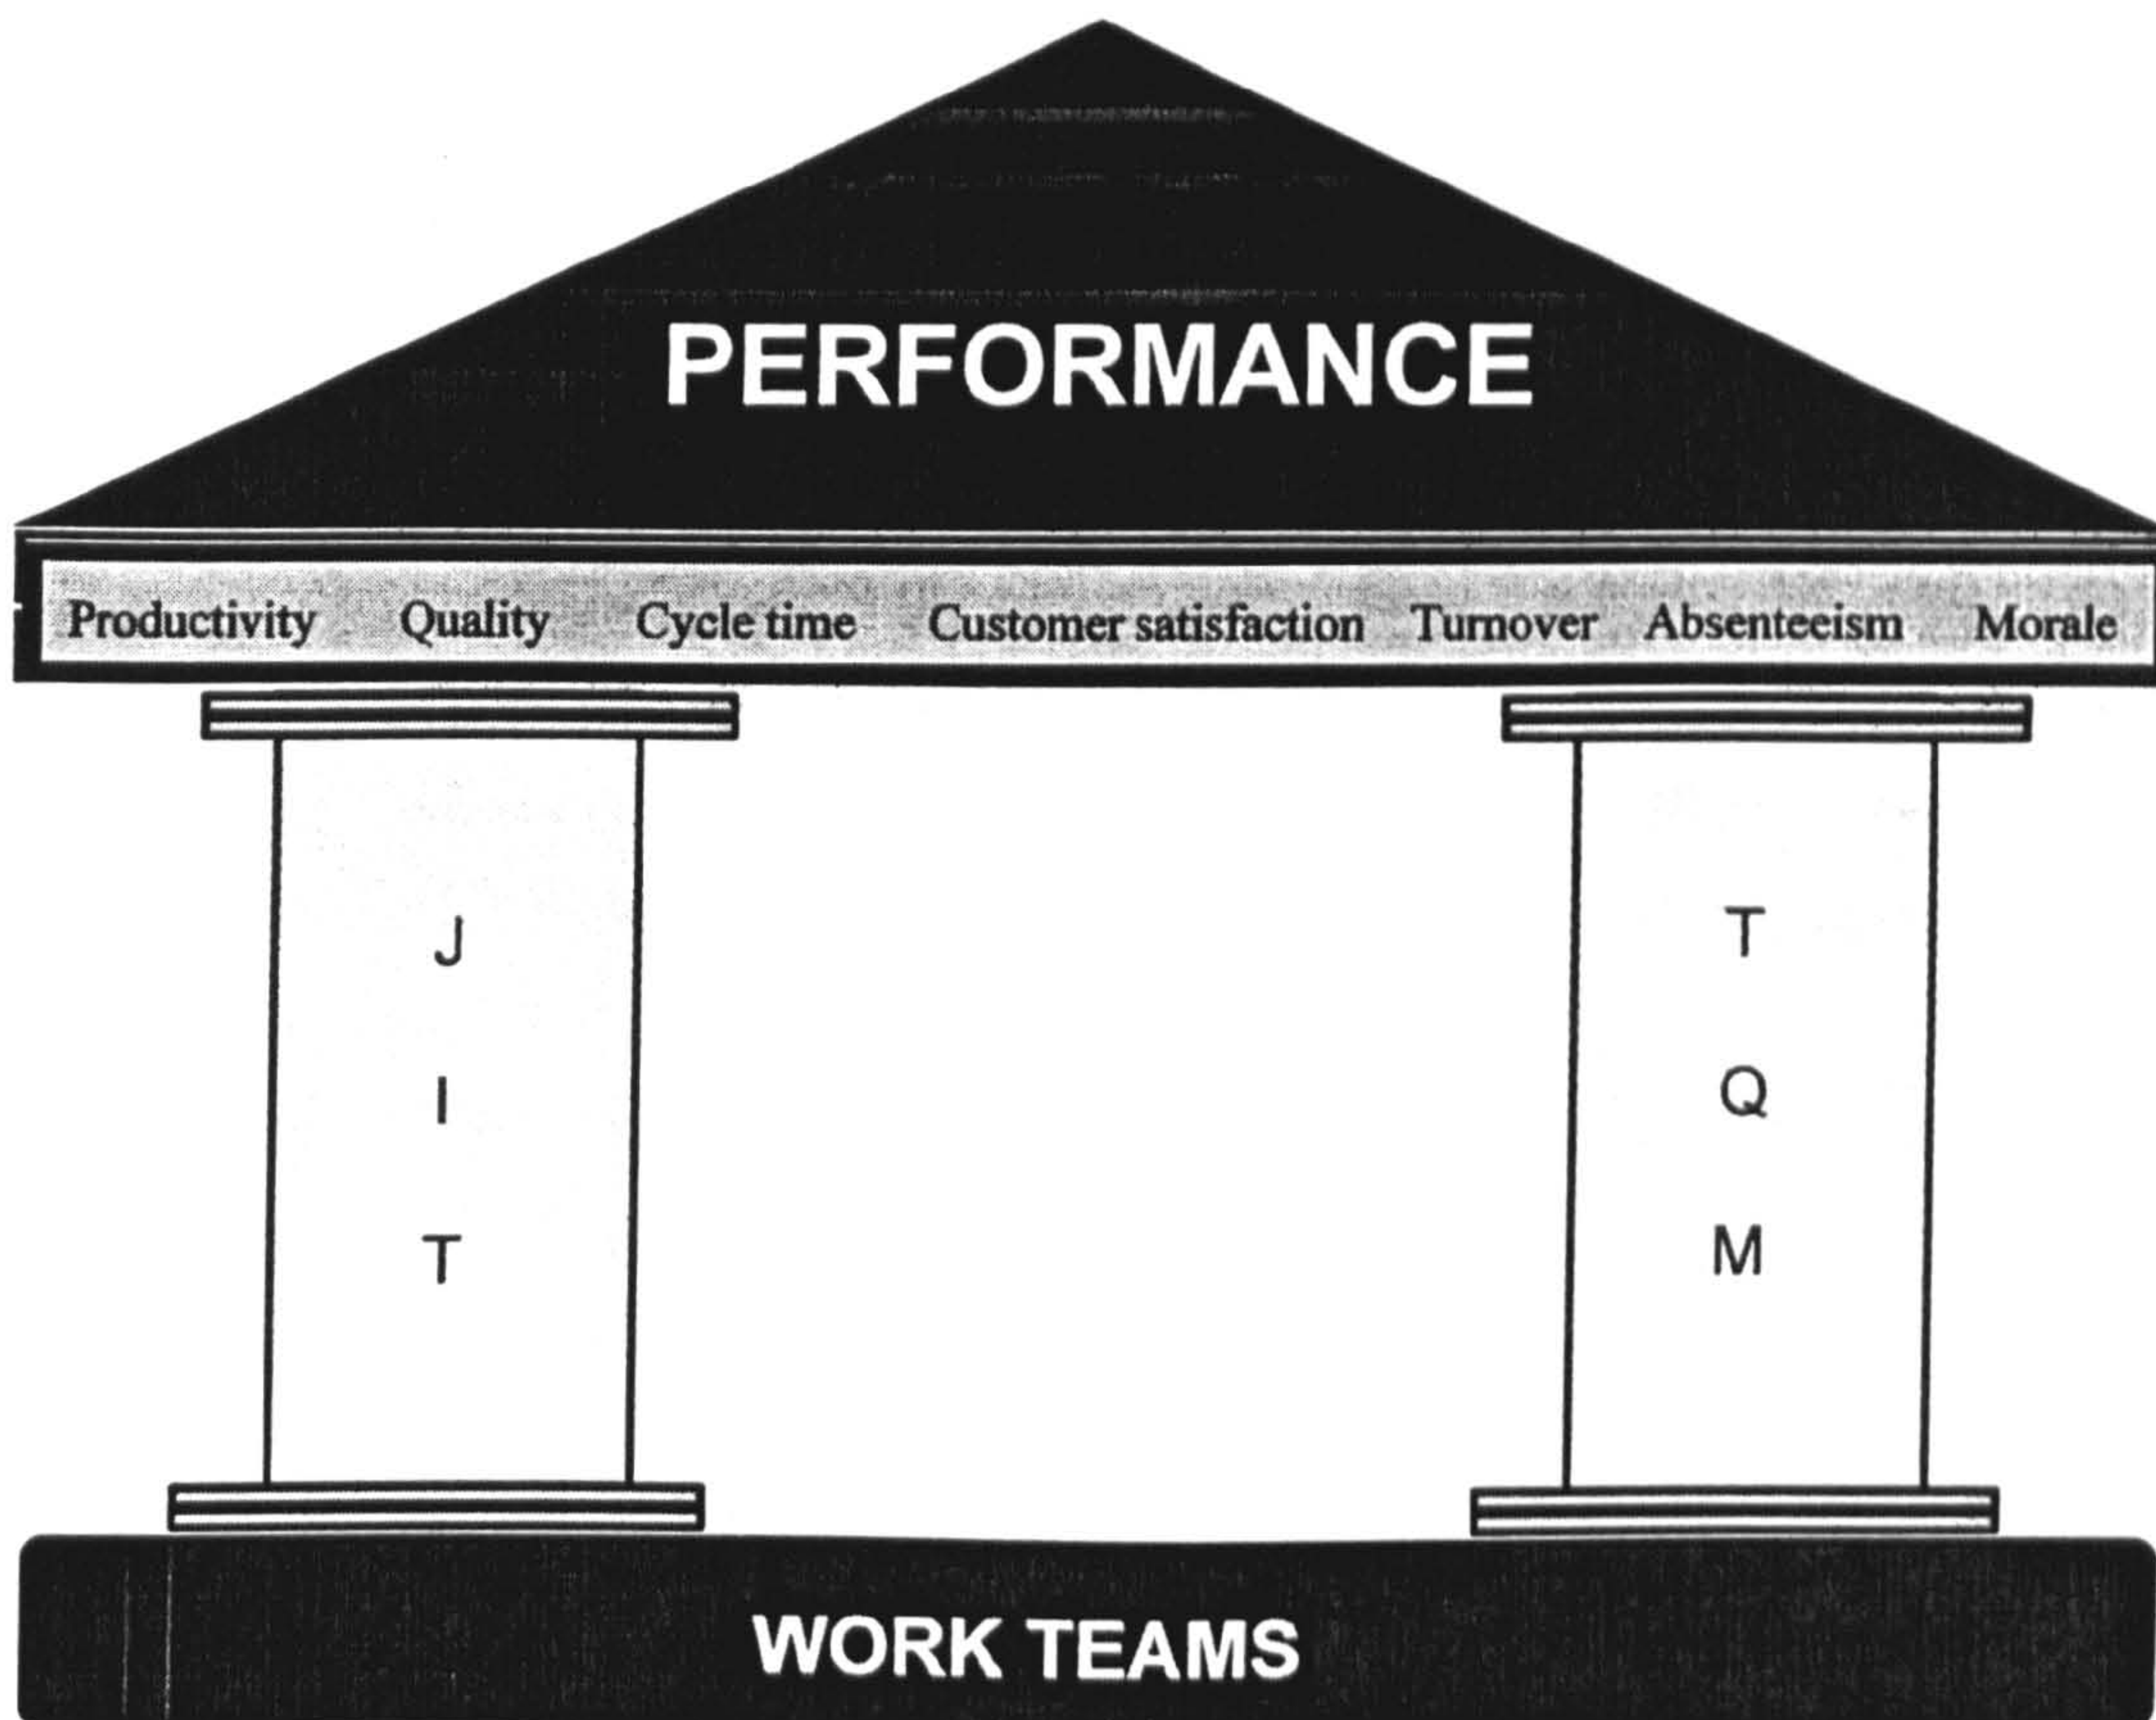 PERFORMANCE
Productivity Quality Cycle time Customer satisfaction Turnover Absenteeism Morale
J
I
T
T
Q
M
WORK TEAMS